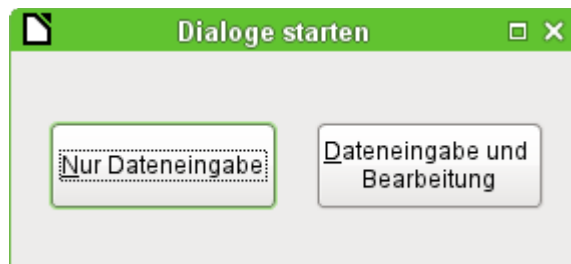 Dialoge starten
Nur Dateneingabe
Dateneingabe und
Bearbeitung